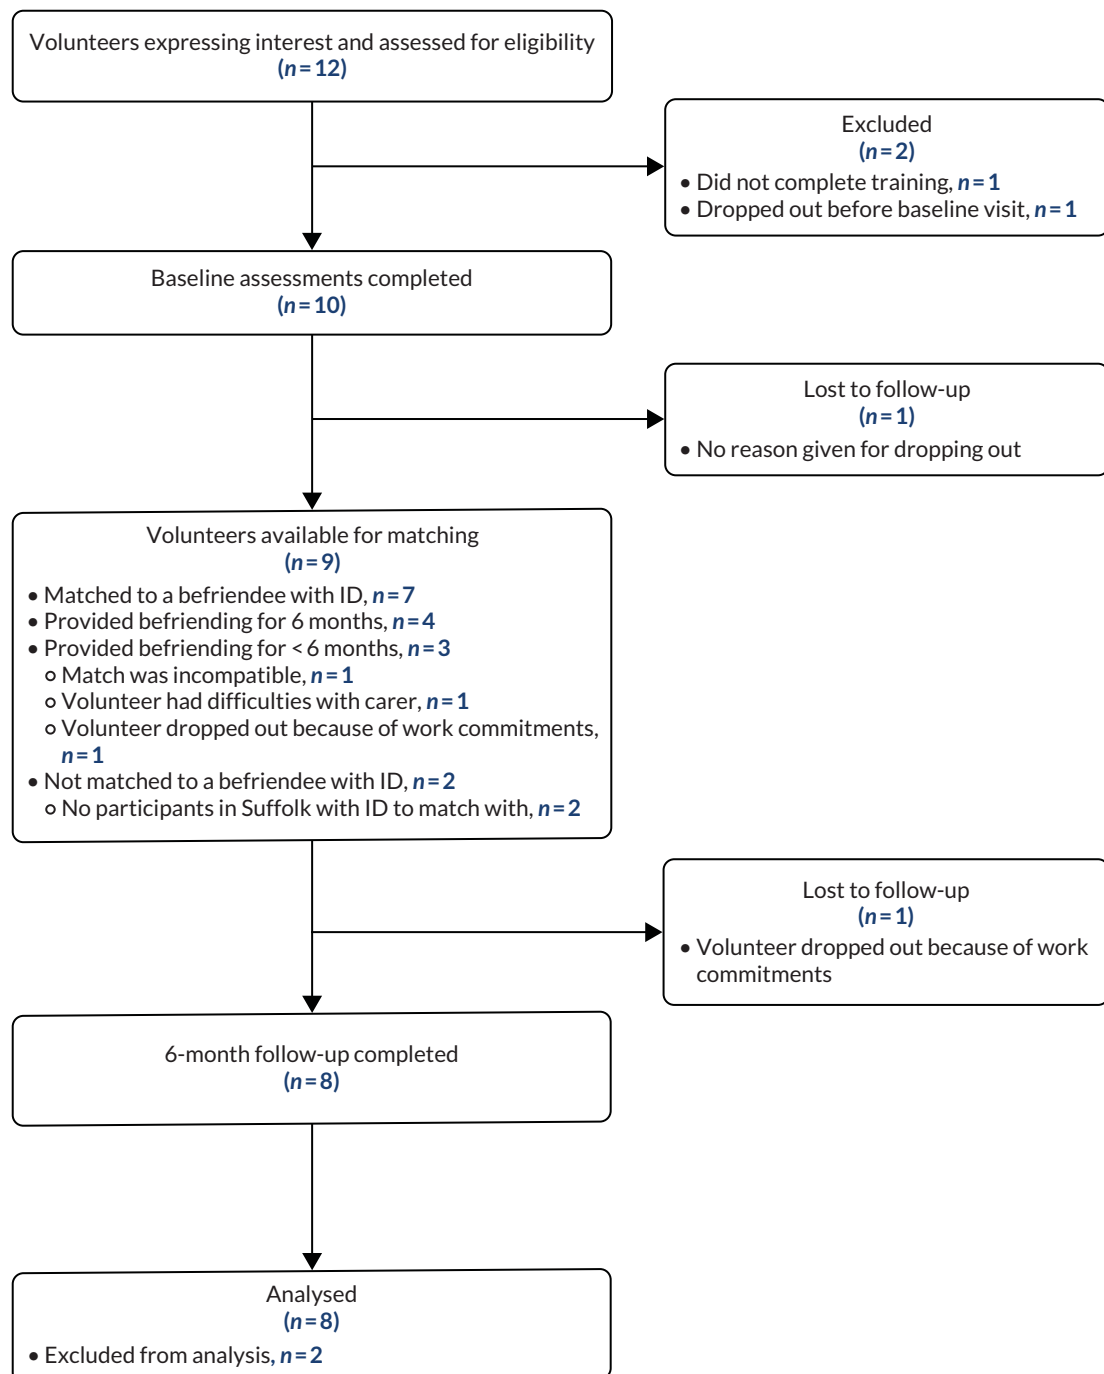 Volunteers expressing interest and assessed for eligibility
(n=12)
Excluded
(n=2)
• Did not complete training, n=1
• Dropped out before baseline visit, n=1
Baseline assessments completed
(n=10)
Lost to follow-up
(n=1)
• No reason given for dropping out
Volunteers available for matching
(n=9)
• Matched to a befriendee with ID, n=7
• Provided befriending for 6 months, n=4
• Provided befriending for < 6 months, n=3
○ Match was incompatible, n=1
○ Volunteer had difficulties with carer, n=1
○ Volunteer dropped out because of work commitments,
n=1
• Not matched to a befriendee with ID, n=2
○ No participants in Suffolk with ID to match with, n=2
Lost to follow-up
(n=1)
• Volunteer dropped out because of work
commitments
6-month follow-up completed
(n=8)
Analysed
(n=8)
• Excluded from analysis, n=2